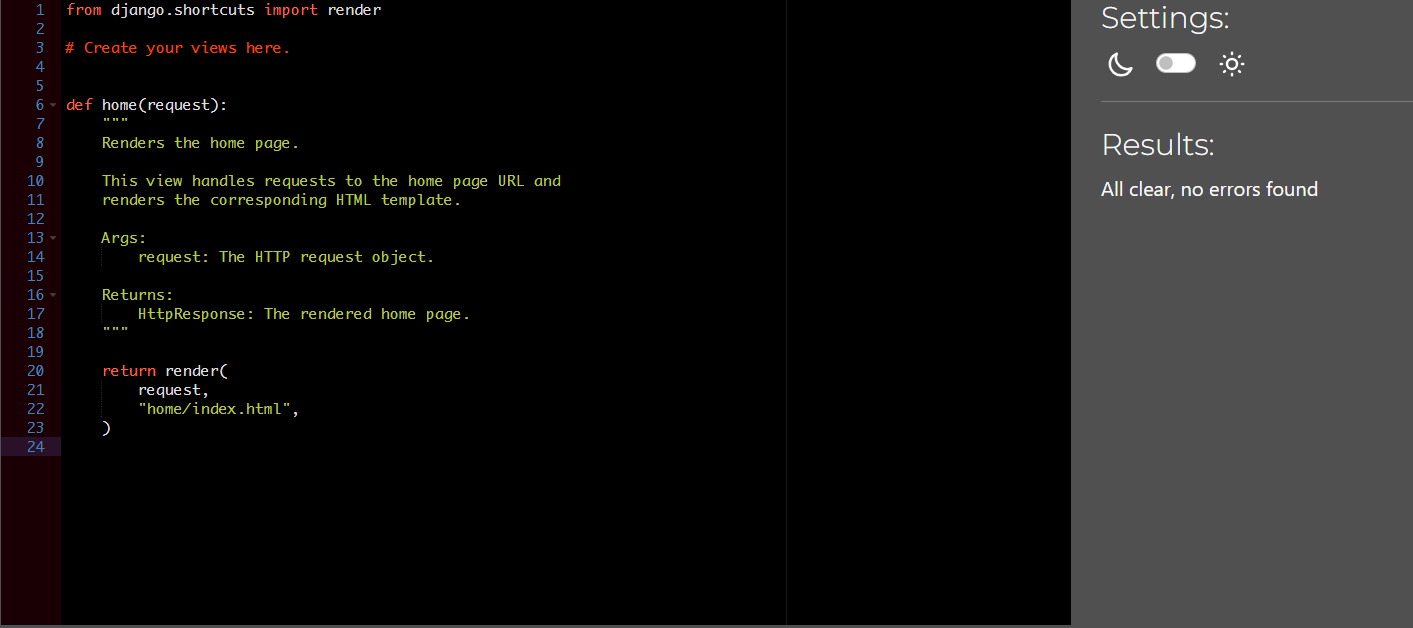 1 from django.shortcuts import render
2
3 # Create your views here.
4
5
6 def home(request):
7     """
8     Renders the home page.
9
10     This view handles requests to the home page URL and
11     renders the corresponding HTML template.
12
13     Args:
14         request: The HTTP request object.
15
16     Returns:
17         HttpResponse: The rendered home page.
18     """
19
20     return render(
21         request,
22         "home/index.html",
23     )
24
Settings:
Results:
All clear, no errors found